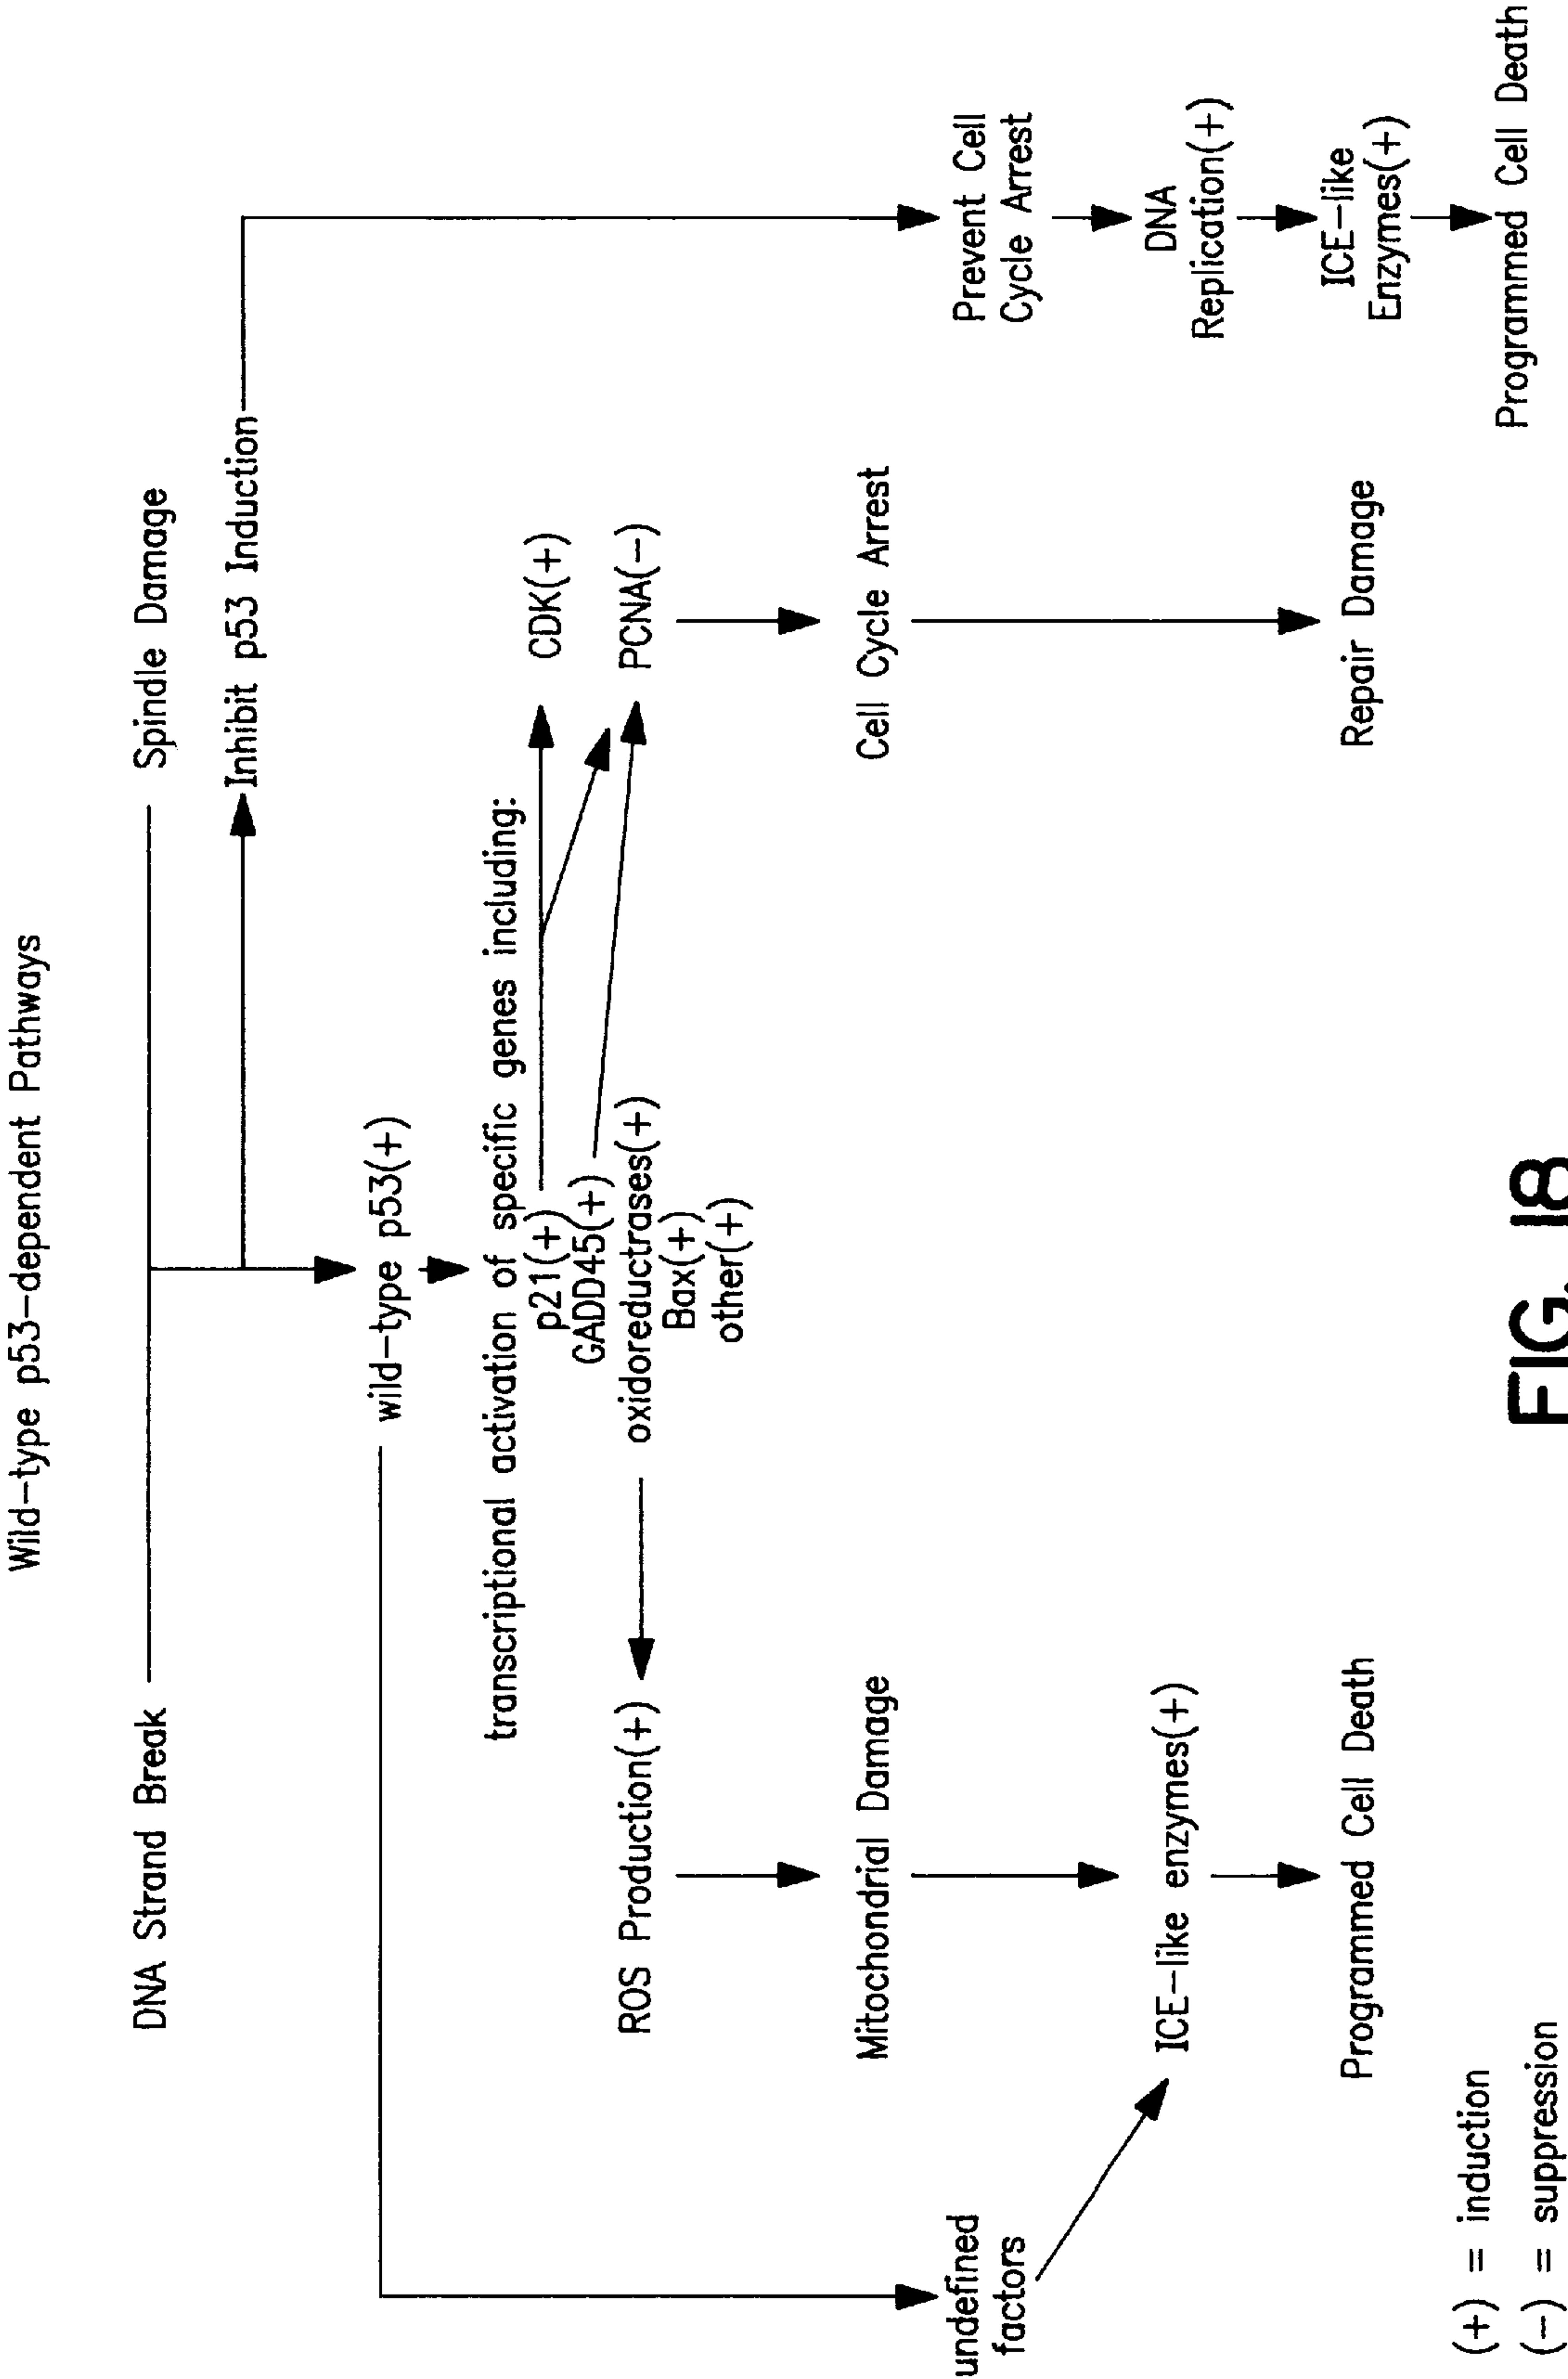 Wild-type p53-dependent Pathways
DNA Strand Break
Spindle Damage
Inhibit p53 Induction
wild-type p53(+)
transcriptional activation of specific genes including:
p21(+)
CDK(+)
GADD45(+)
ROS Production(+)
oxidoreductrases(+)
PCNA(-)
Bax(+)
other(+)
Mitochondrial Damage
Cell Cycle Arrest
undefined
factors
Prevent Cell
Cycle Arrest
ICE-like enzymes(+)
DNA
Replication(+)
Programmed Cell Death
Repair Damage
ICE-like
Enzymes(+)
(+) = induction
(-) = suppression
Programmed Cell Death
FIG. 18